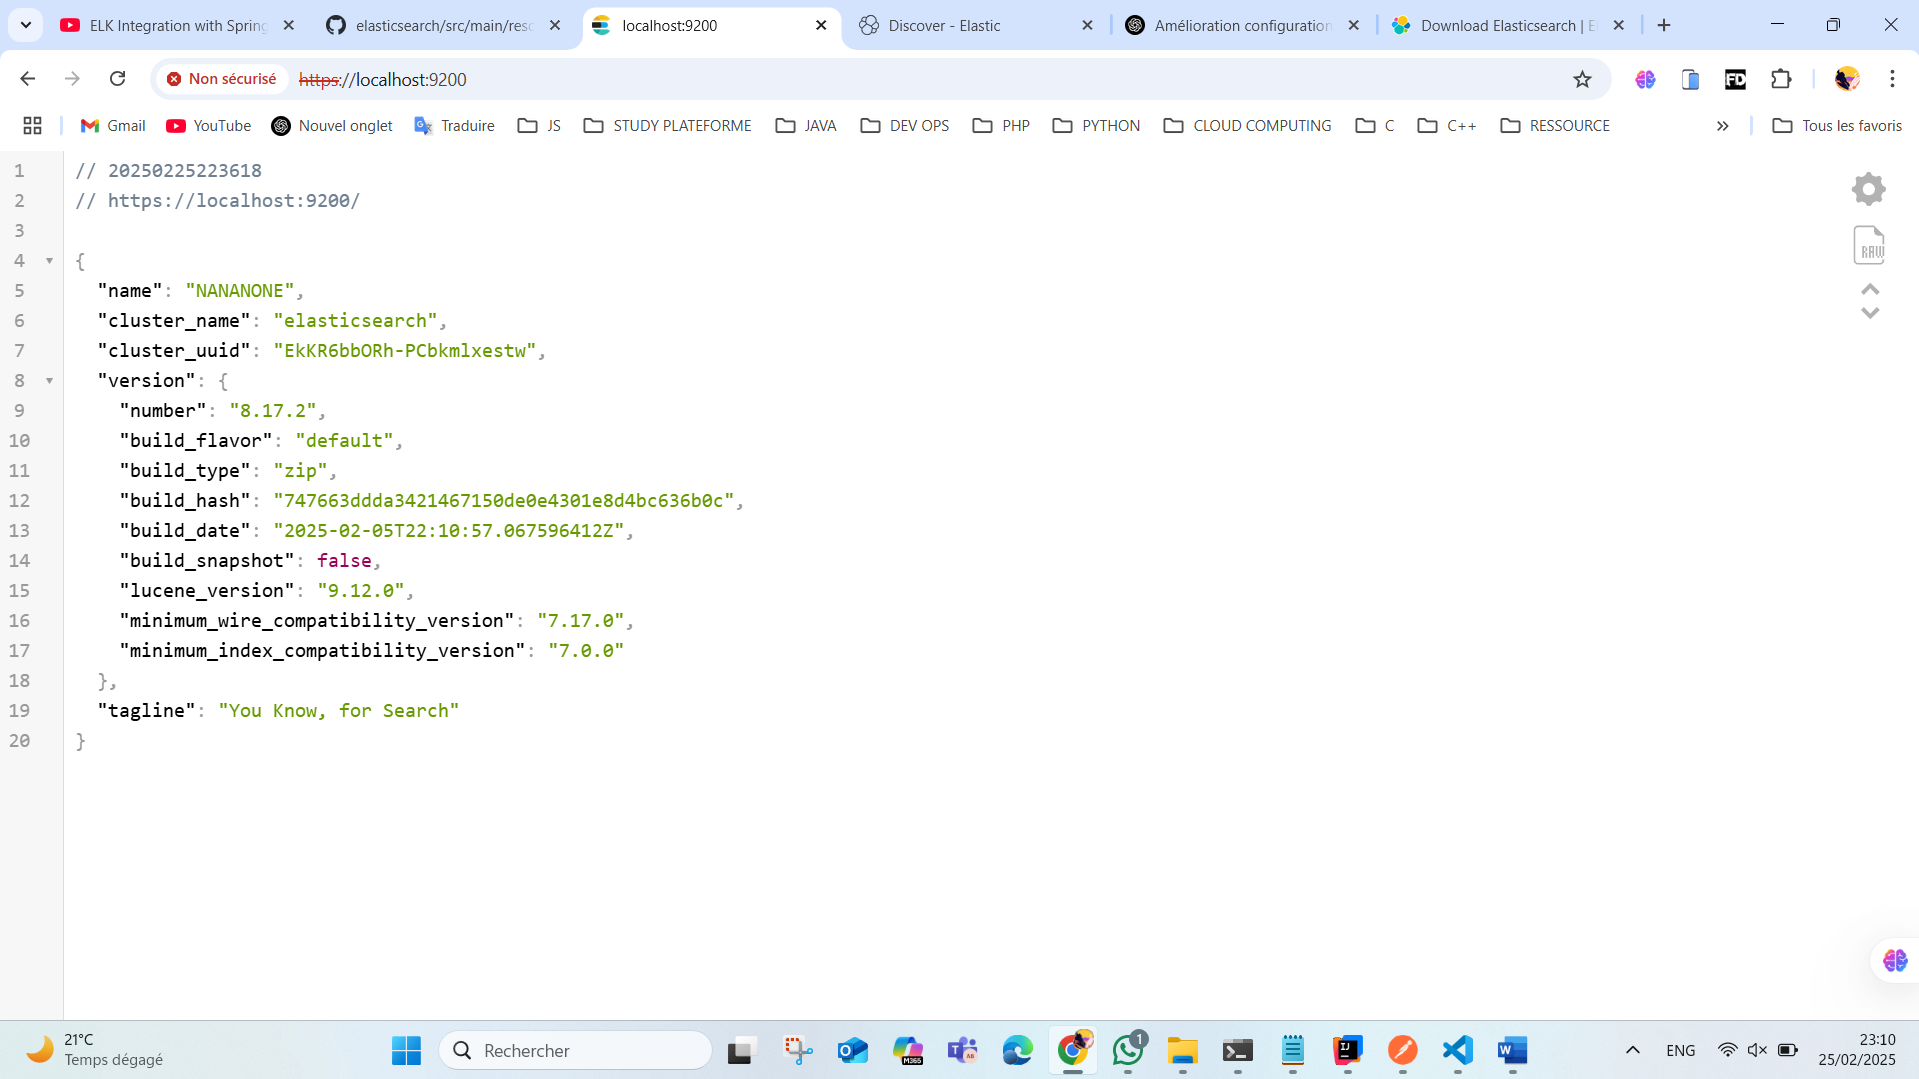 ELK Integration with Spring
elasticsearch/src/main/resc
localhost:9200
Discover - Elastic
Amélioration configuration
Download Elasticsearch | E
Non sécurisé https://localhost:9200
FD
Gmail YouTube Nouvel onglet Traduire JS STUDY PLATEFORME JAVA DEV OPS PHP PYTHON CLOUD COMPUTING C C++ RESSOURCE » Tous les favoris
1 // 20250225223618
2 // https://localhost:9200/
3
4 {
5 "name": "NANANONE",
6 "cluster_name": "elasticsearch",
7 "cluster_uuid": "EkKR6bbORh-PCbkmlxestw",
8 "version": {
9 "number": "8.17.2",
10 "build_flavor": "default",
11 "build_type": "zip",
12 "build_hash": "747663ddda3421467150de0e4301e8d4bc636b0c",
13 "build_date": "2025-02-05T22:10:57.067596412Z",
14 "build_snapshot": false,
15 "lucene_version": "9.12.0",
16 "minimum_wire_compatibility_version": "7.17.0",
17 "minimum_index_compatibility_version": "7.0.0"
18 },
19 "tagline": "You Know, for Search"
20 }
RAW
21°C
Temps dégagé
Rechercher
M365
1
IJ
ENG
23:10
25/02/2025